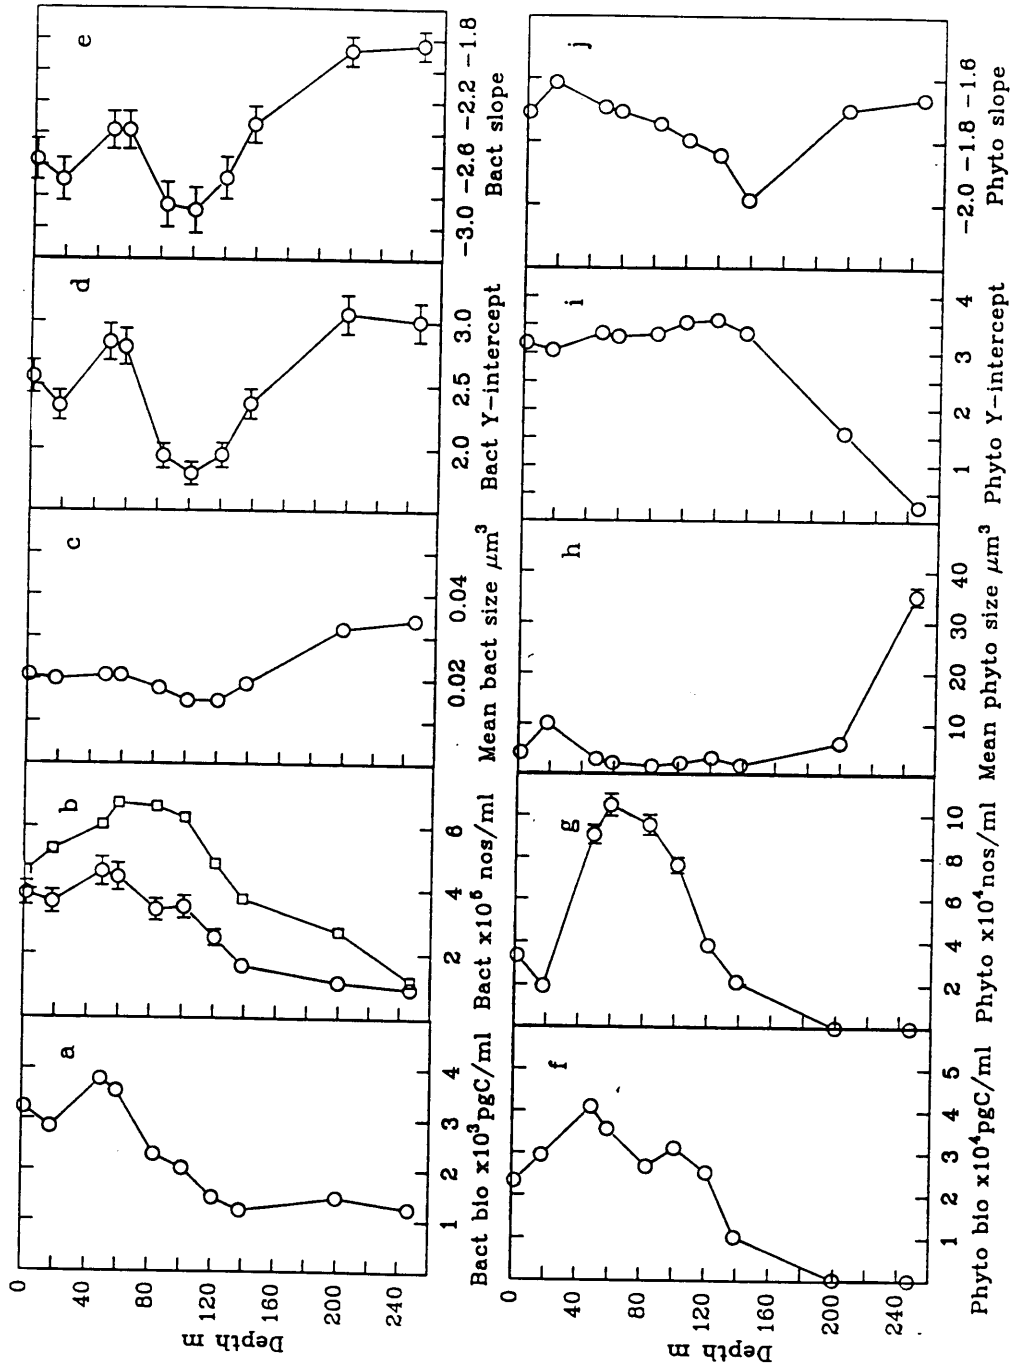 a
b
c
d
e
0
40
80
120
160
200
240
Depth m
1 2 3 4
Bact bio x10³pgC/ml
2 4 6
Bact x10⁵ nos/ml
0.02 0.04
Mean bact size μm³
2.0 2.5 3.0
Bact Y-intercept
-3.0 -2.6 -2.2 -1.8
Bact slope
f
g
h
i
j
0
40
80
120
160
200
240
Depth m
1 2 3 4 5
Phyto bio x10⁴pgC/ml
2 4 6 8 10
Phyto x10⁴nos/ml
10 20 30 40
Mean phyto size μm³
1 2 3 4
Phyto Y-intercept
-2.0 -1.8 -1.6
Phyto slope